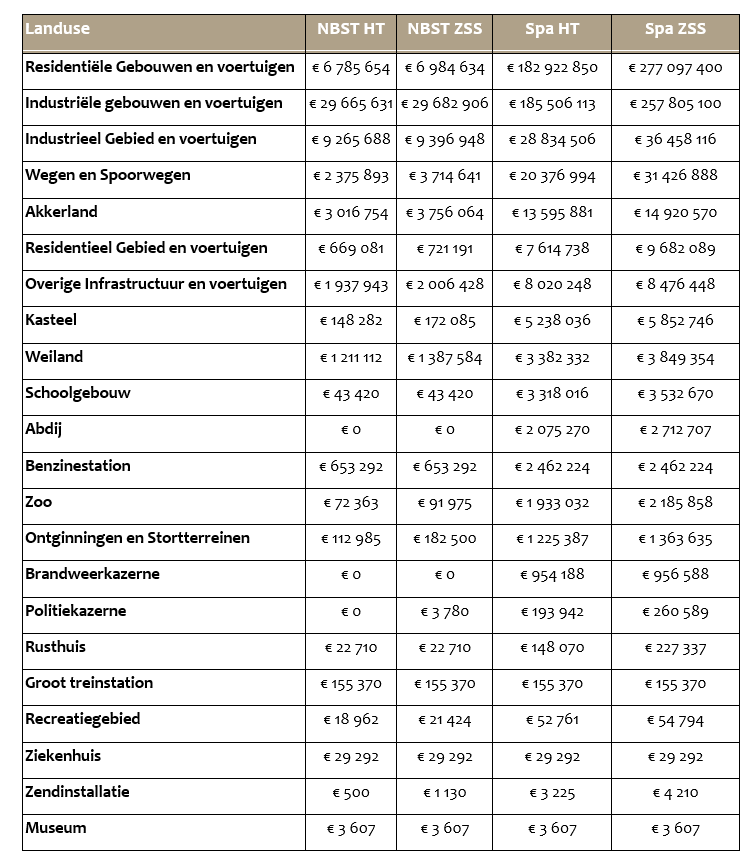 Landuse NBST HT NBST ZSS Spa HT Spa ZSS
Residentiële Gebouwen en voertuigen € 6 785 654 € 6 984 634 € 182 922 850 € 277 097 400
Industriële gebouwen en voertuigen € 29 665 631 € 29 682 906 € 185 506 113 € 257 805 100
Industrieel Gebied en voertuigen € 9 265 688 € 9 396 948 € 28 834 506 € 36 458 116
Wegen en Spoorwegen € 2 375 893 € 3 714 641 € 20 376 994 € 31 426 888
Akkerland € 3 016 754 € 3 756 064 € 13 595 881 € 14 920 570
Residentieel Gebied en voertuigen € 669 081 € 721 191 € 7 614 738 € 9 682 089
Overige Infrastructuur en voertuigen € 1 937 943 € 2 006 428 € 8 020 248 € 8 476 448
Kasteel € 148 282 € 172 085 € 5 238 036 € 5 852 746
Weiland € 1 211 112 € 1 387 584 € 3 382 332 € 3 849 354
Schoolgebouw € 43 420 € 43 420 € 3 318 016 € 3 532 670
Abdij € 0 € 0 € 2 075 270 € 2 712 707
Benzinestation € 653 292 € 653 292 € 2 462 224 € 2 462 224
Zoo € 72 363 € 91 975 € 1 933 032 € 2 185 858
Ontginningen en Stortterreinen € 112 985 € 182 500 € 1 225 387 € 1 363 635
Brandweerkazerne € 0 € 0 € 954 188 € 956 588
Politiekazerne € 0 € 3 780 € 193 942 € 260 589
Rusthuis € 22 710 € 22 710 € 148 070 € 227 337
Groot treinstation € 155 370 € 155 370 € 155 370 € 155 370
Recreatiegebied € 18 962 € 21 424 € 52 761 € 54 794
Ziekenhuis € 29 292 € 29 292 € 29 292 € 29 292
Zendinstallatie € 500 € 1 130 € 3 225 € 4 210
Museum € 3 607 € 3 607 € 3 607 € 3 607